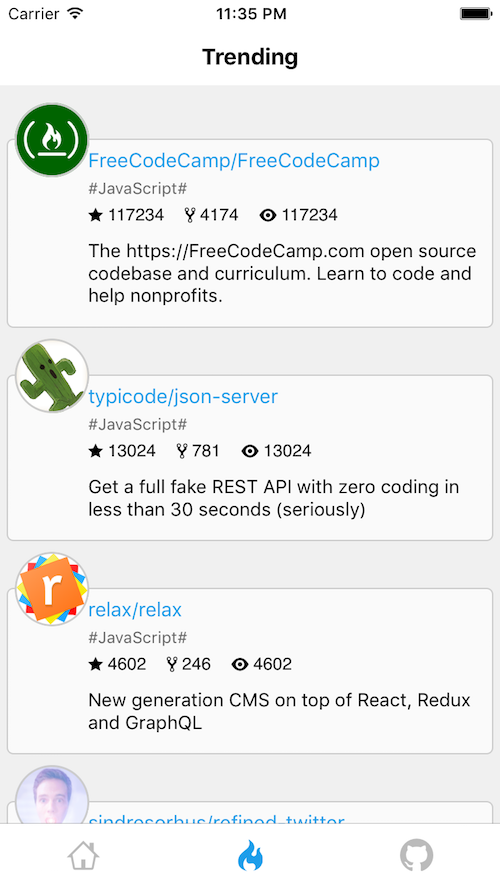 Carrier 11:35 PM
Trending
FreeCodeCamp/FreeCodeCamp
#JavaScript#
117234 4174 117234
The https://FreeCodeCamp.com open source
codebase and curriculum. Learn to code and
help nonprofits.
typicode/json-server
#JavaScript#
13024 781 13024
Get a full fake REST API with zero coding in
less than 30 seconds (seriously)
r
relax/relax
#JavaScript#
4602 246 4602
New generation CMS on top of React, Redux
and GraphQL
sindresorhus/refined-twitter